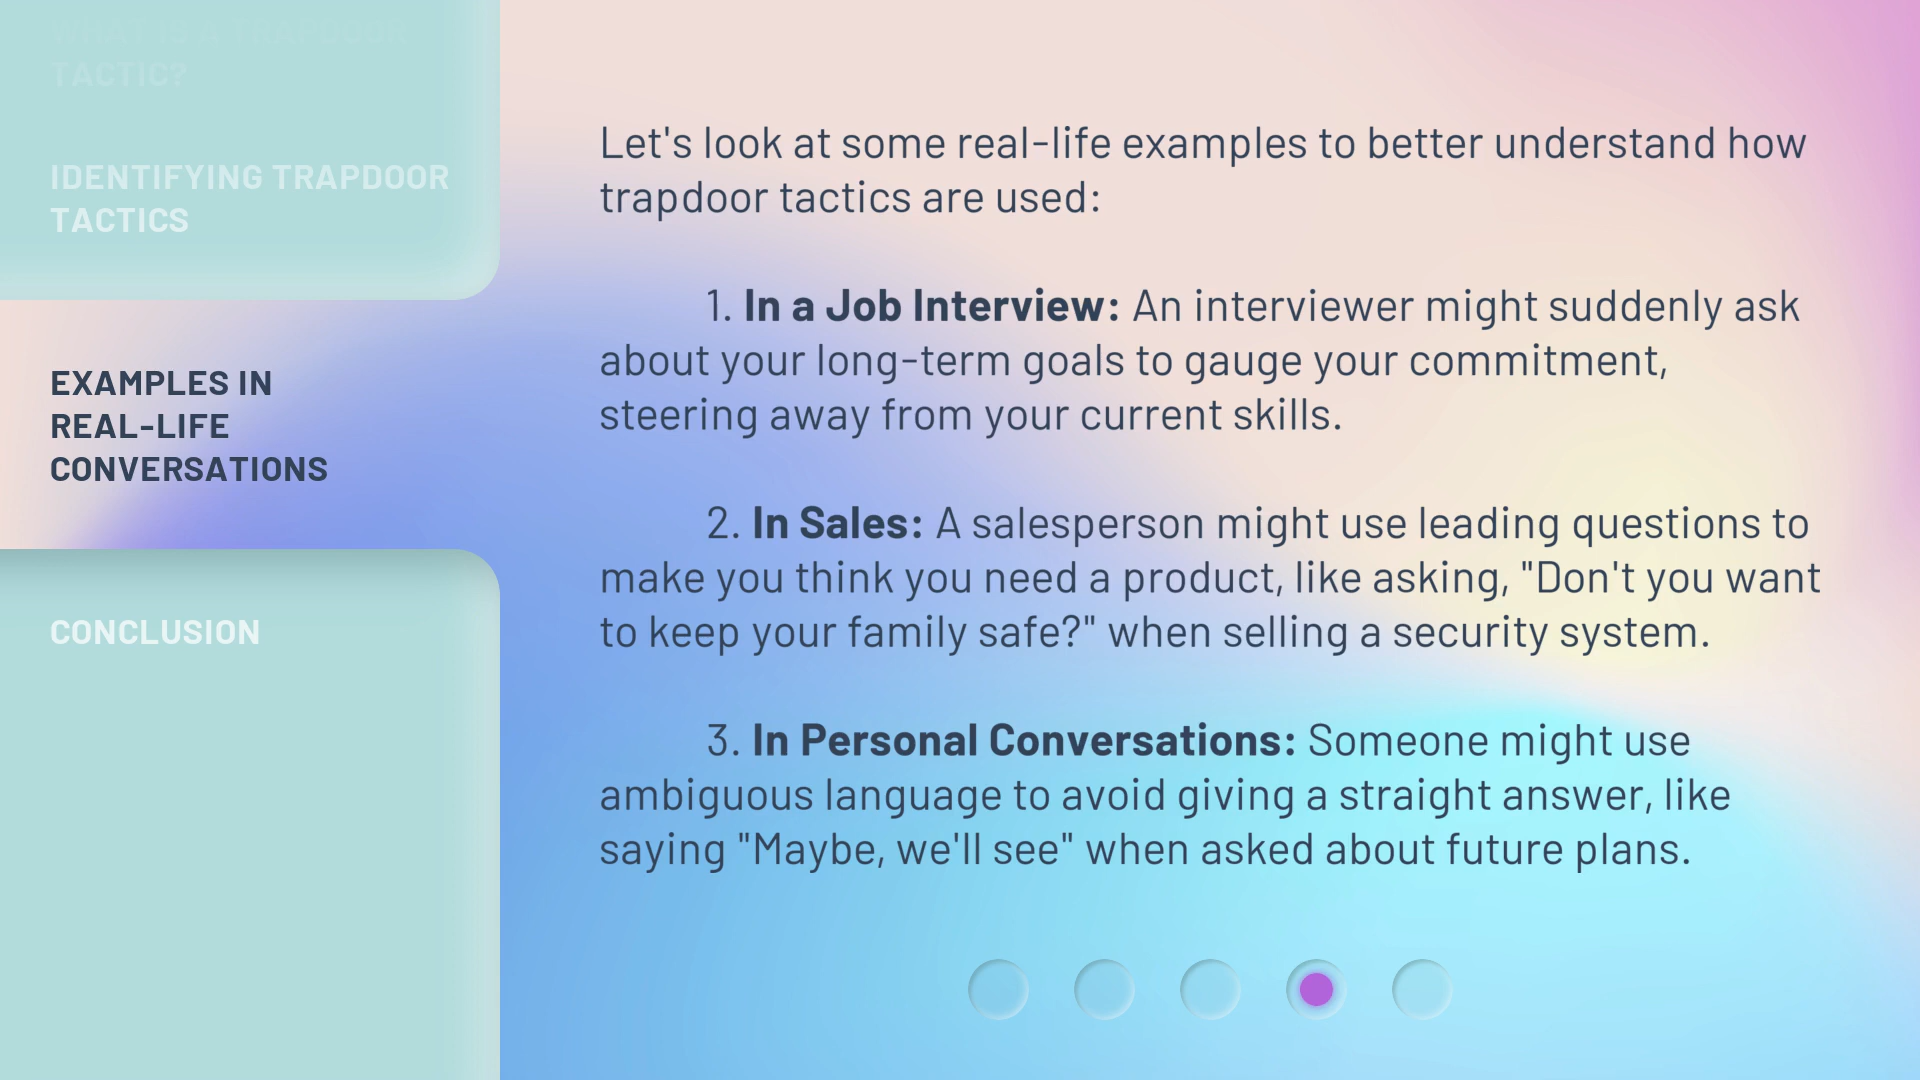 WHAT IS A TRAPDOOR
TACTIC?
IDENTIFYING TRAPDOOR
TACTICS
EXAMPLES IN
REAL-LIFE
CONVERSATIONS
CONCLUSION
Let's look at some real-life examples to better understand how
trapdoor tactics are used:
1. In a Job Interview: An interviewer might suddenly ask
about your long-term goals to gauge your commitment,
steering away from your current skills.
2. In Sales: A salesperson might use leading questions to
make you think you need a product, like asking, "Don't you want
to keep your family safe?" when selling a security system.
3. In Personal Conversations: Someone might use
ambiguous language to avoid giving a straight answer, like
saying "Maybe, we'll see" when asked about future plans.